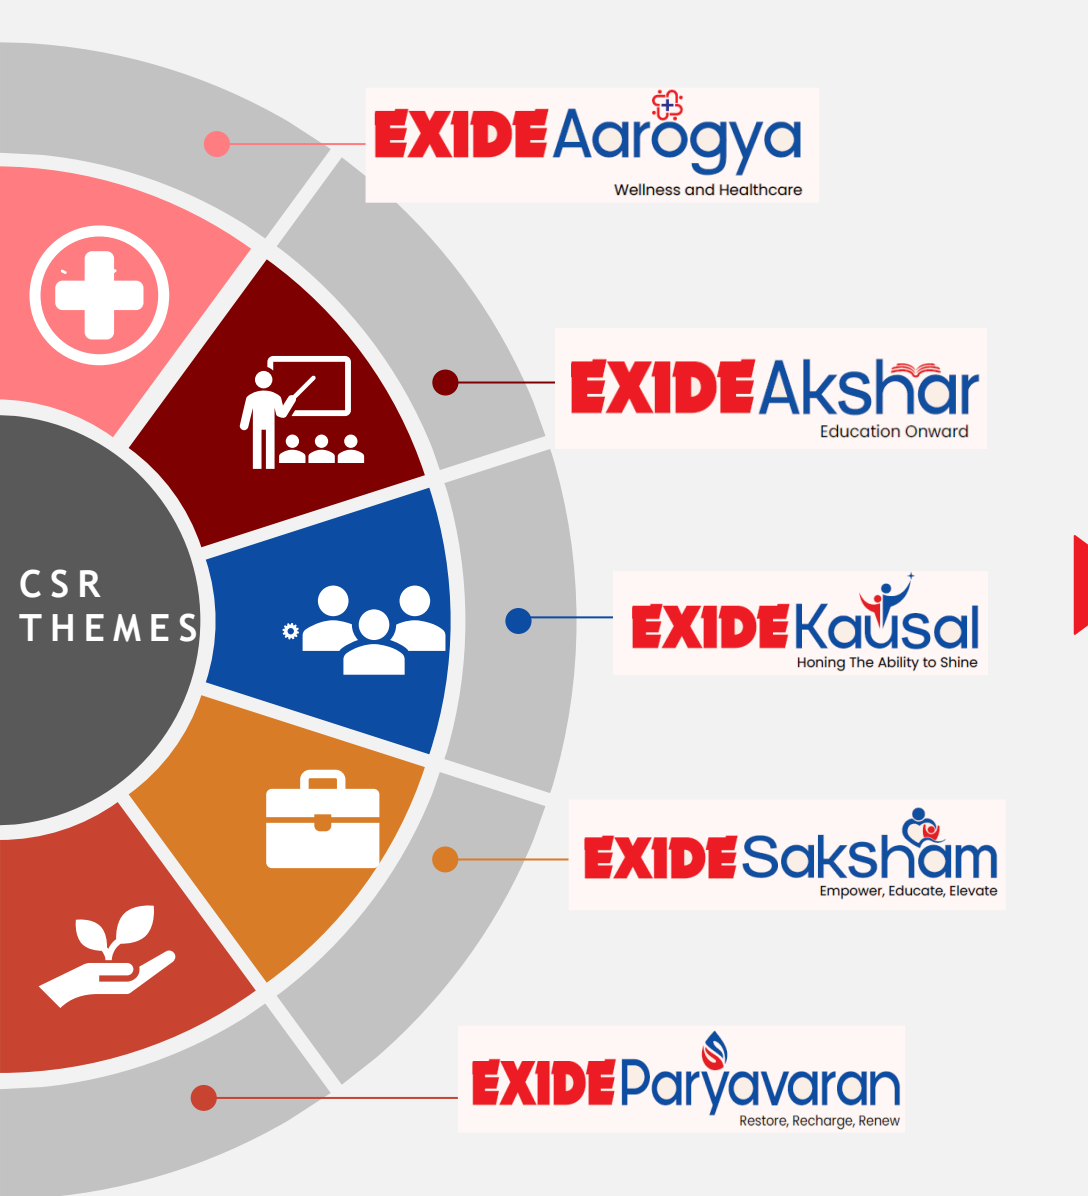 EXIDE Aarogya
Wellness and Healthcare
EXIDE Akshar
Education Onward
CSR
THEMES
EXIDE Kausal
Honing The Ability to Shine
EXIDE Saksham
Empower, Educate, Elevate
EXIDE Paryavaran
Restore, Recharge, Renew